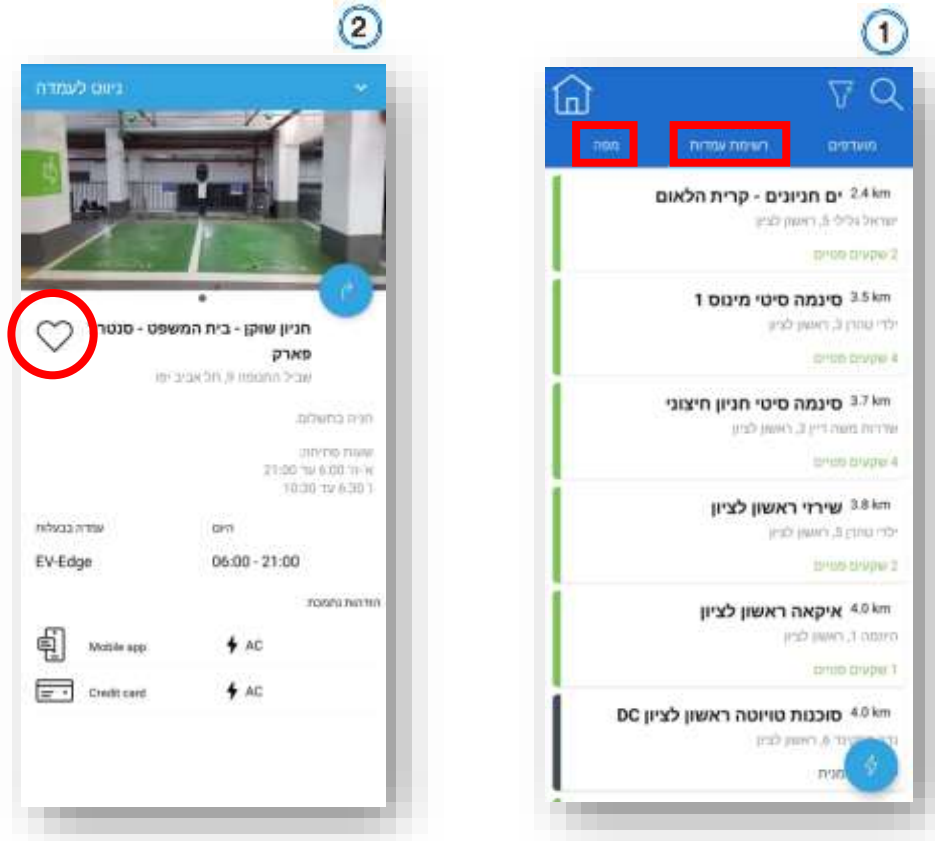 1
מועדפים
רשימת עמדות
מפה
2.4 km ים חניונים - קרית הלאום
ישראל גלילי 5, ראשון לציון
2 שקעים פנויים
3.5 km סינמה סיטי מינוס 1
ילדי טהרן 3, ראשון לציון
4 שקעים פנויים
3.7 km סינמה סיטי חניון חיצוני
שדרות משה דיין 3, ראשון לציון
4 שקעים פנויים
3.8 km שירזי ראשון לציון
ילדי טהרן 5, ראשון לציון
2 שקעים פנויים
4.0 km איקאה ראשון לציון
היוזמה 1, ראשון לציון
1 שקעים פנויים
4.0 km סוכנות טויוטה ראשון לציון DC
6, ראשון לציון
2
ניווט לעמדה
חניון שוקן - בית המשפט - סנטר
פארק
שביל התנופה 9, תל אביב יפו
חניה בתשלום.
שעות פתיחה:
א'-ה' 6:00 עד 21:00
ו 6:30 עד 10:30
היום
עמדה בבעלות
06:00 - 21:00
EV-Edge
הזדהות נתמכת
Mobile app
AC
Credit card
AC